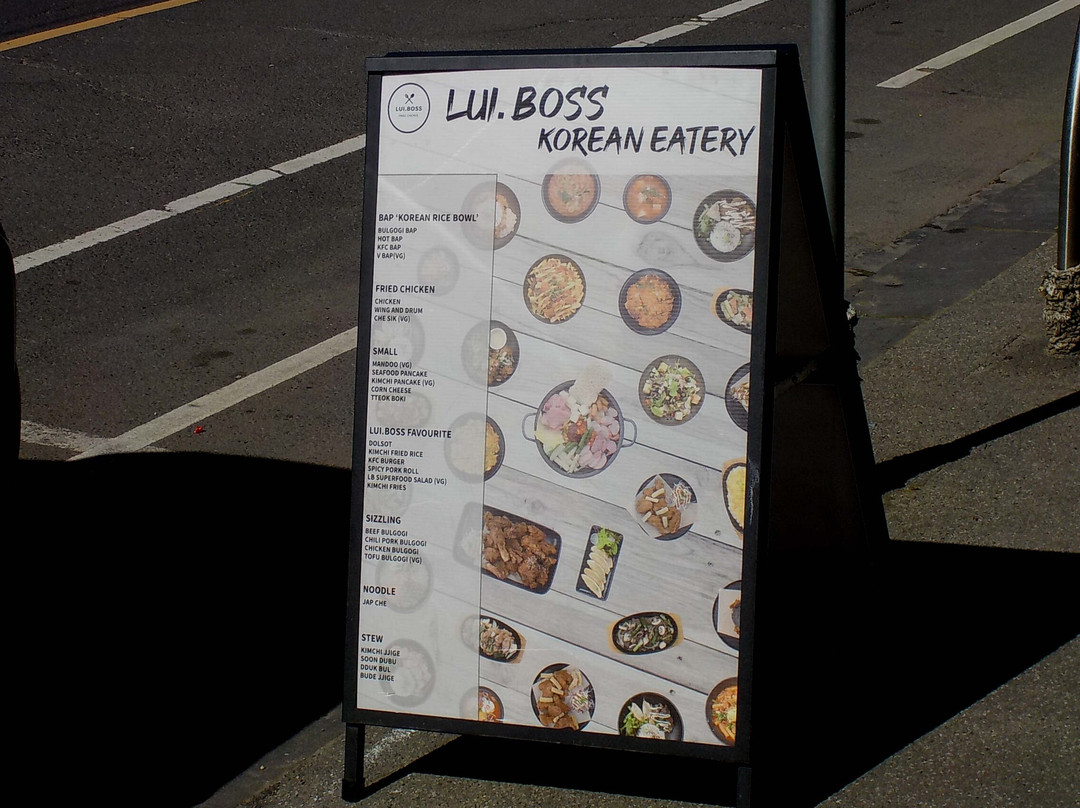 LUI.BOSS
LUI. BOSS
KOREAN EATERY
BAP ‘KOREAN RICE BOWL’
BULGOGI BAP
HOT BAP
KFC BAP
V BAP(VG)
FRIED CHICKEN
CHICKEN
WING AND DRUM
CHE SIK (VG)
SMALL
MANDOO (VG)
SEAFOOD PANCAKE
KIMCHI PANCAKE (VG)
CORN CHEESE
TTEOK BOKI
LUI.BOSS FAVOURITE
DOLSOT
KIMCHI FRIED RICE
KFC BURGER
SPICY PORK ROLL
LB SUPERFOOD SALAD (VG)
KIMCHI FRIES
SIZZLING
BEEF BULGOGI
CHILI PORK BULGOGI
CHICKEN BULGOGI
TOFU BULGOGI (VG)
NOODLE
JAP CHE
STEW
KIMCHI JJIGE
SOON DUBU
DDUK BUL
BUDE JJIGE